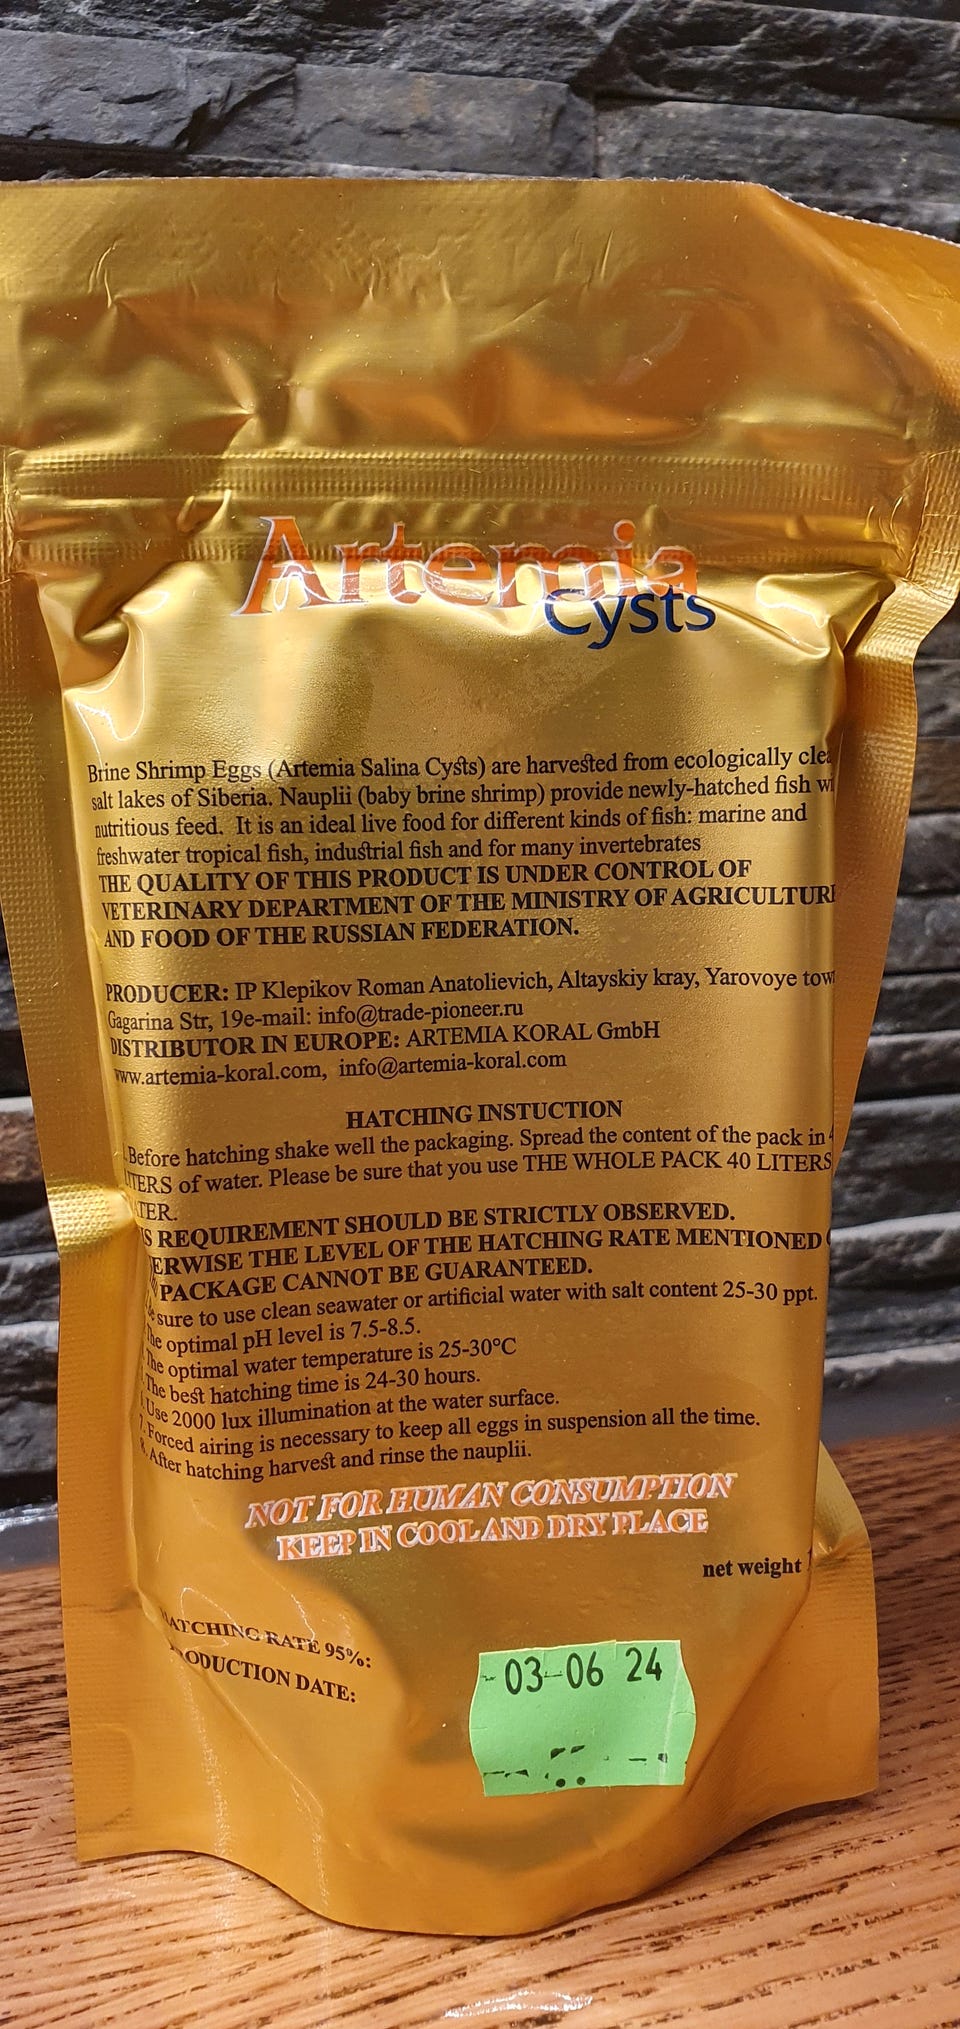 Artemia
Cysts
Brine Shrimp Eggs (Artemia Salina Cysts) are harvested from ecologically
salt lakes of Siberia. Nauplii (baby brine shrimp) provide newly-hatched fish
nutritious feed. It is an ideal live food for different kinds of fish: marine and
freshwater tropical fish, industrial fish and for many invertebrates
THE QUALITY OF THIS PRODUCT IS UNDER CONTROL OF
VETERINARY DEPARTMENT OF THE MINISTRY OF AGRICULTURE
AND FOOD OF THE RUSSIAN FEDERATION.
PRODUCER: IP Klepikov Roman Anatolievich, Altayskiy kray, Yarovoye town
Gagarina Str, 19e-mail: info@trade-pioneer.ru
DISTRIBUTOR IN EUROPE: ARTEMIA KORAL GmbH
www.artemia-koral.com, info@artemia-koral.com
HATCHING INSTUCTION
Before hatching shake well the packaging. Spread the content of the pack in
LITERS of water. Please be sure that you use THE WHOLE PACK 40 LITERS
REQUIREMENT SHOULD BE STRICTLY OBSERVED.
THE LEVEL OF THE HATCHING RATE MENTIONED
PACKAGE CANNOT BE GUARANTEED.
sure to use clean seawater or artificial water with salt content 25-30 ppt.
The optimal pH level is 7.5-8.5.
The optimal water temperature is 25-30°C
The best hatching time is 24-30 hours.
Use 2000 lux illumination at the water surface.
7. Forced airing is necessary to keep all eggs in suspension all the time.
8. After hatching harvest and rinse the nauplii.
NOT FOR HUMAN CONSUMPTION
KEEP IN COOL AND DRY PLACE
net weight
HATCHING RATE 95%:
PRODUCTION DATE:
03-06 24